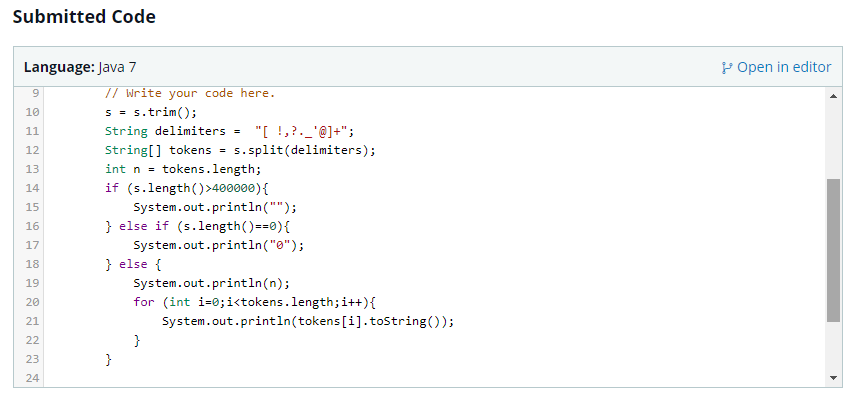 Submitted Code
Language: Java 7
Open in editor
9 // Write your code here.
10 s = s.trim();
11 String delimiters =  "[ !,?._'@]+";
12 String[] tokens = s.split(delimiters);
13 int n = tokens.length;
14 if (s.length()>400000){
15 System.out.println("");
16 } else if (s.length()==0){
17 System.out.println("0");
18 } else {
19 System.out.println(n);
20 for (int i=0;i<tokens.length;i++){
21 System.out.println(tokens[i].toString());
22 }
23 }
24